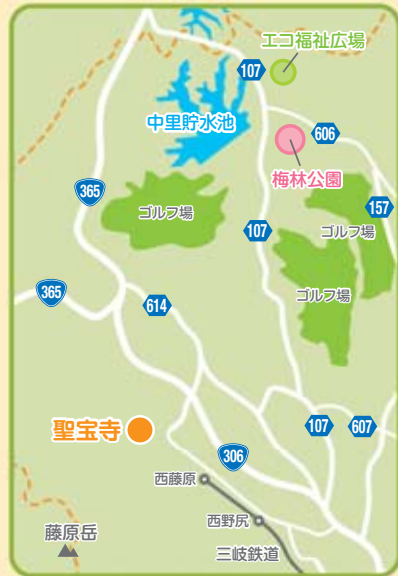 エコ福祉広場
107
中里貯水池
606
梅林公園
365
157
ゴルフ場
107
ゴルフ場
ゴルフ場
365
614
聖宝寺
107
607
306
西藤原
西野尻
藤原岳
三岐鉄道